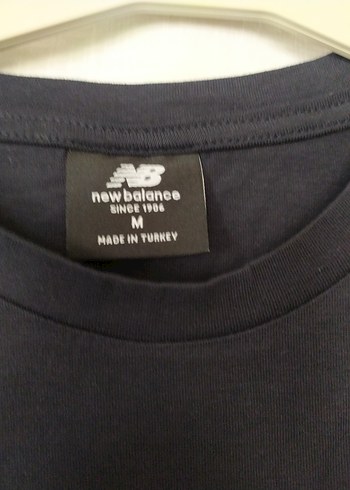 NB
new balance
SINCE 1906
M
MADE IN TURKEY